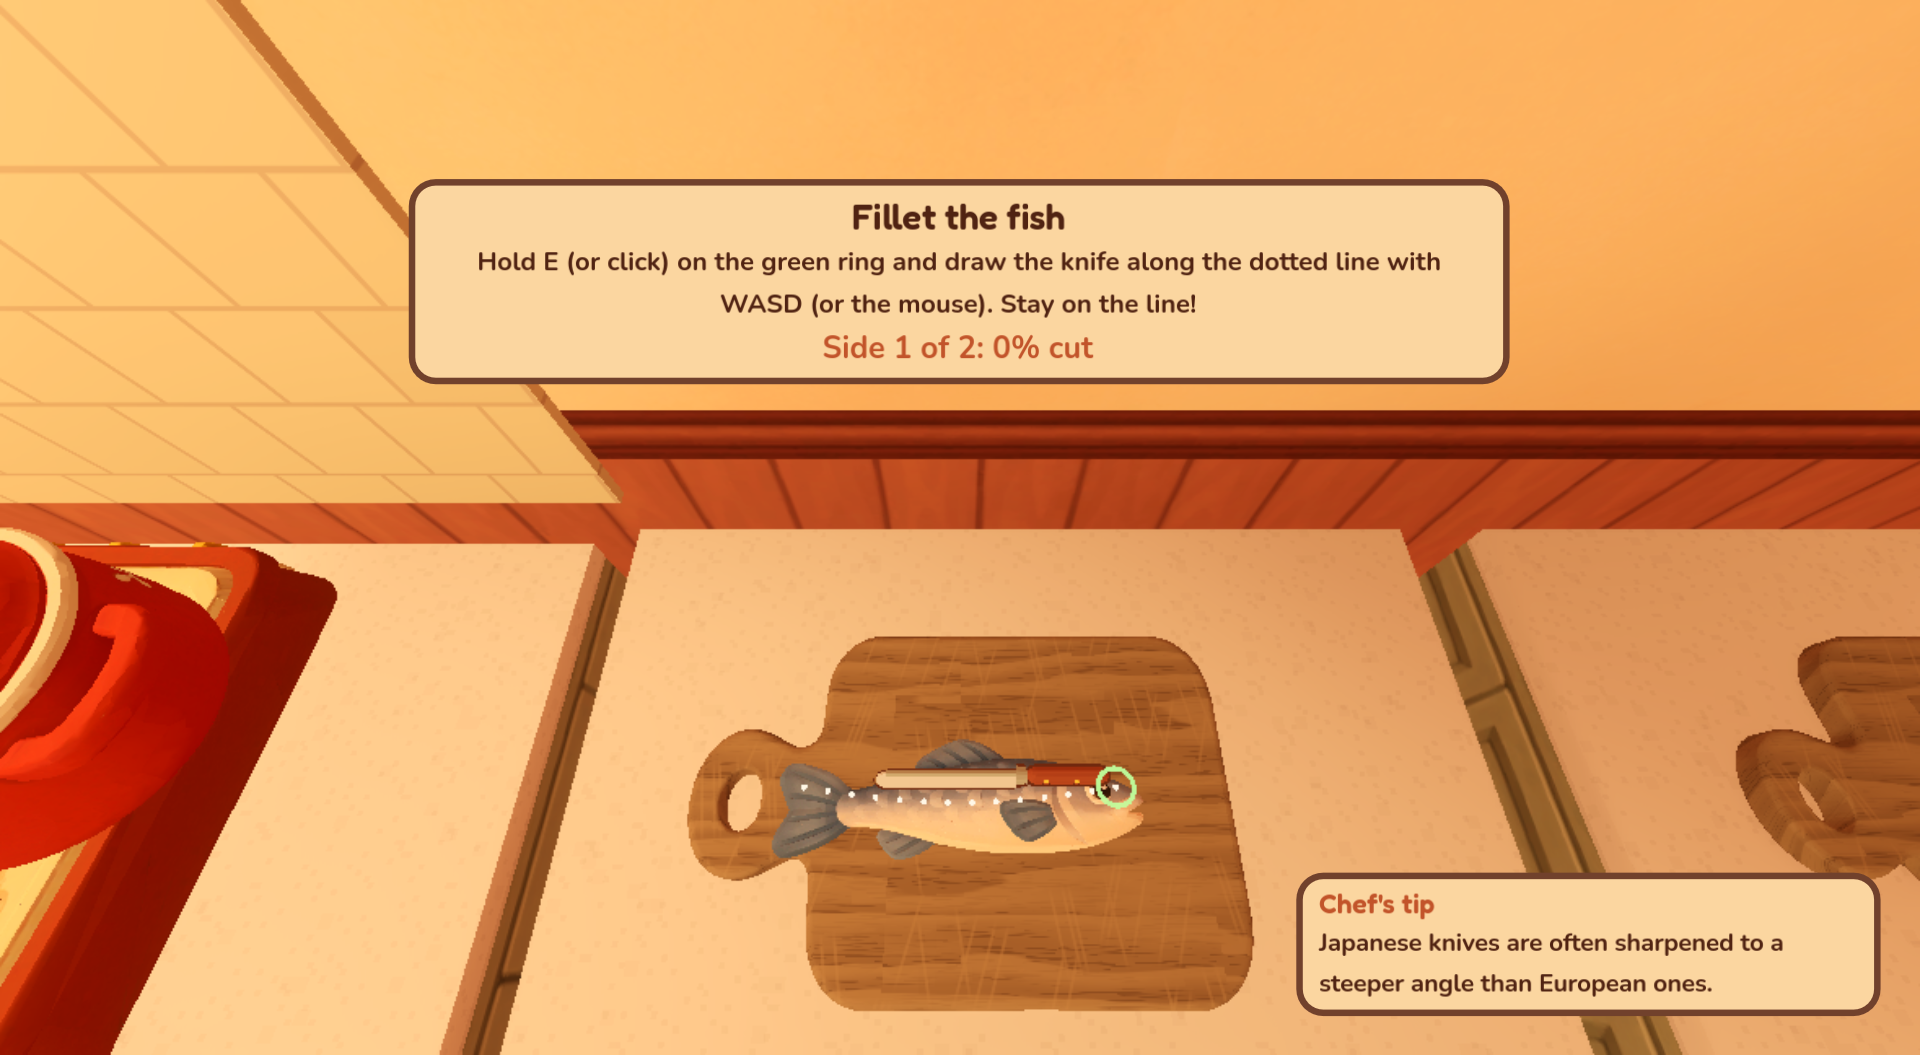 Fillet the fish
Hold E (or click) on the green ring and draw the knife along the dotted line with
WASD (or the mouse). Stay on the line!
Side 1 of 2: 0% cut
Chef's tip
Japanese knives are often sharpened to a
steeper angle than European ones.